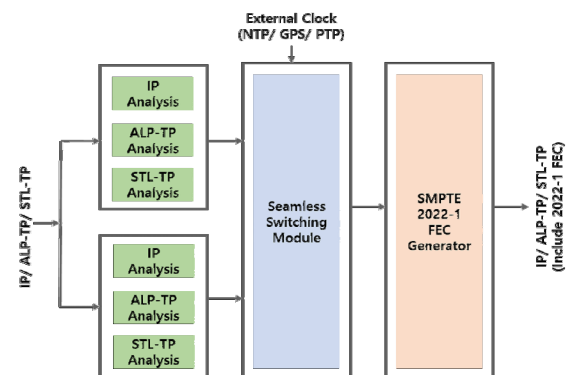 External Clock
(NTP/ GPS/ PTP)
IP/ ALP-TP/ STL-TP
IP
Analysis
ALP-TP
Analysis
STL-TP
Analysis
IP
Analysis
ALP-TP
Analysis
STL-TP
Analysis
Seamless
Switching
Module
SMPTE
2022-1
FEC
Generator
IP/ ALP-TP/ STL-TP
(Include 2022-1 FEC)